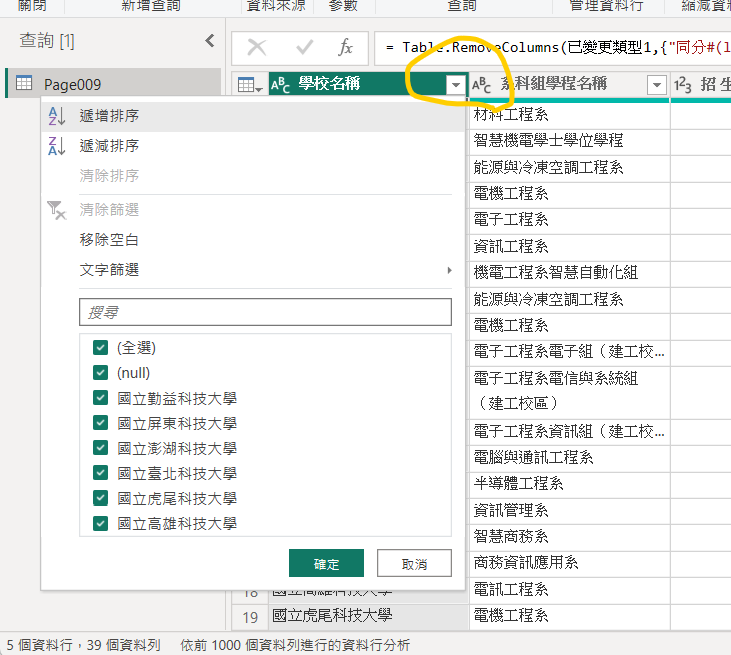 關閉 新增查詢 資料來源 參數 查詢 管理資料行
查詢 [1]
fx = Table.RemoveColumns(已變更類型1,{"同分#(l
Page009
ABC 學校名稱 ABC 系科組學程名稱 123 招生
遞增排序
遞減排序
清除排序
清除篩選
移除空白
文字篩選
搜尋
(全選)
(null)
國立勤益科技大學
國立屏東科技大學
國立澎湖科技大學
國立臺北科技大學
國立虎尾科技大學
國立高雄科技大學
確定 取消
材料工程系
智慧機電學士學位學程
能源與冷凍空調工程系
電機工程系
電子工程系
資訊工程系
機電工程系智慧自動化組
能源與冷凍空調工程系
電機工程系
電子工程系電子組（建工校...
電子工程系電信與系統組
（建工校區）
電子工程系資訊組（建工校...
電腦與通訊工程系
半導體工程系
資訊管理系
智慧商務系
商務資訊應用系
18 國立高雄科技大學 電訊工程系
19 國立虎尾科技大學 電機工程系
5 個資料行，39 個資料列 依前 1000 個資料列進行的資料行分析